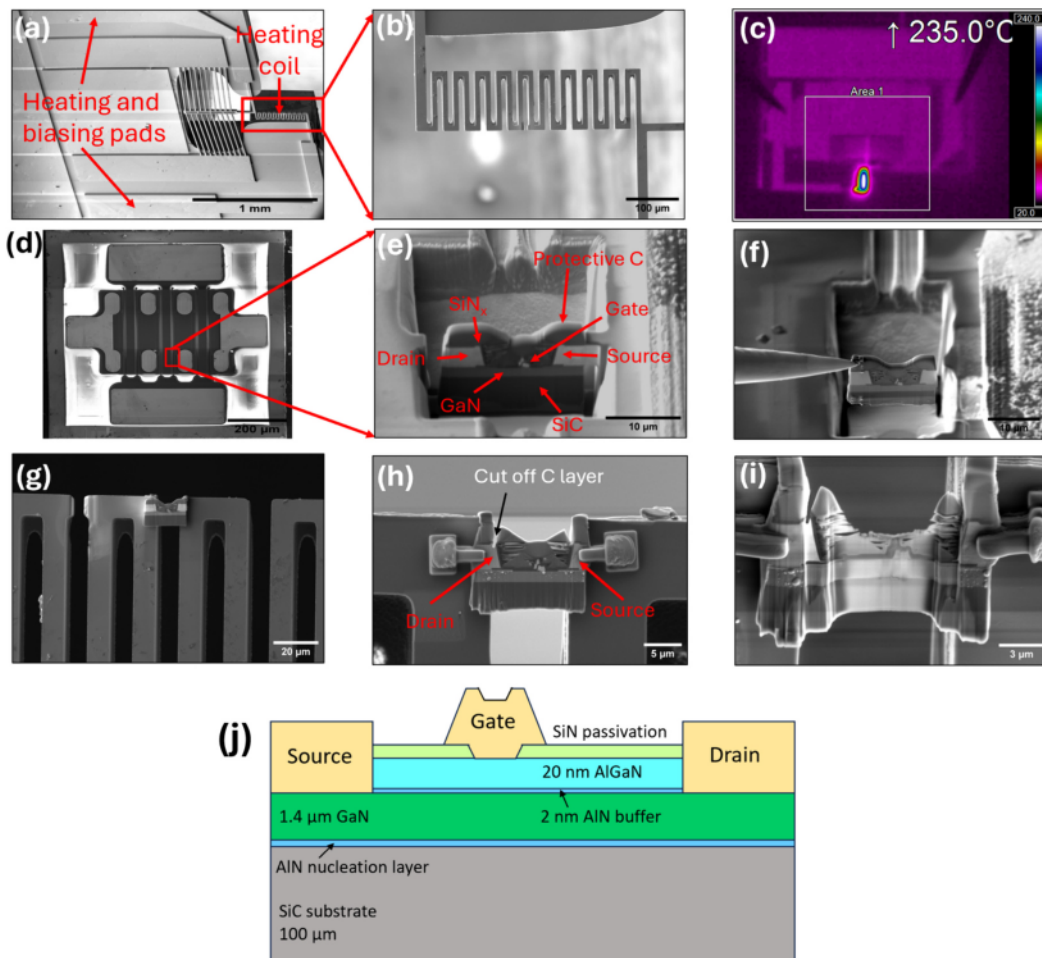 (a)
Heating
coil
Heating and
biasing pads
1 mm
(b)
100 µm
(c)
↑ 235.0°C
240.0
Area 1
20.0
(d)
200 µm
(e)
Protective C
SiNx
Gate
Drain
Source
GaN
SiC
10 µm
(f)
10 µm
(g)
20 µm
(h)
Cut off C layer
Drain
Source
5 µm
(i)
3 µm
(j)
Gate
SiN passivation
Source
Drain
20 nm AlGaN
1.4 µm GaN
2 nm AlN buffer
AlN nucleation layer
SiC substrate
100 µm